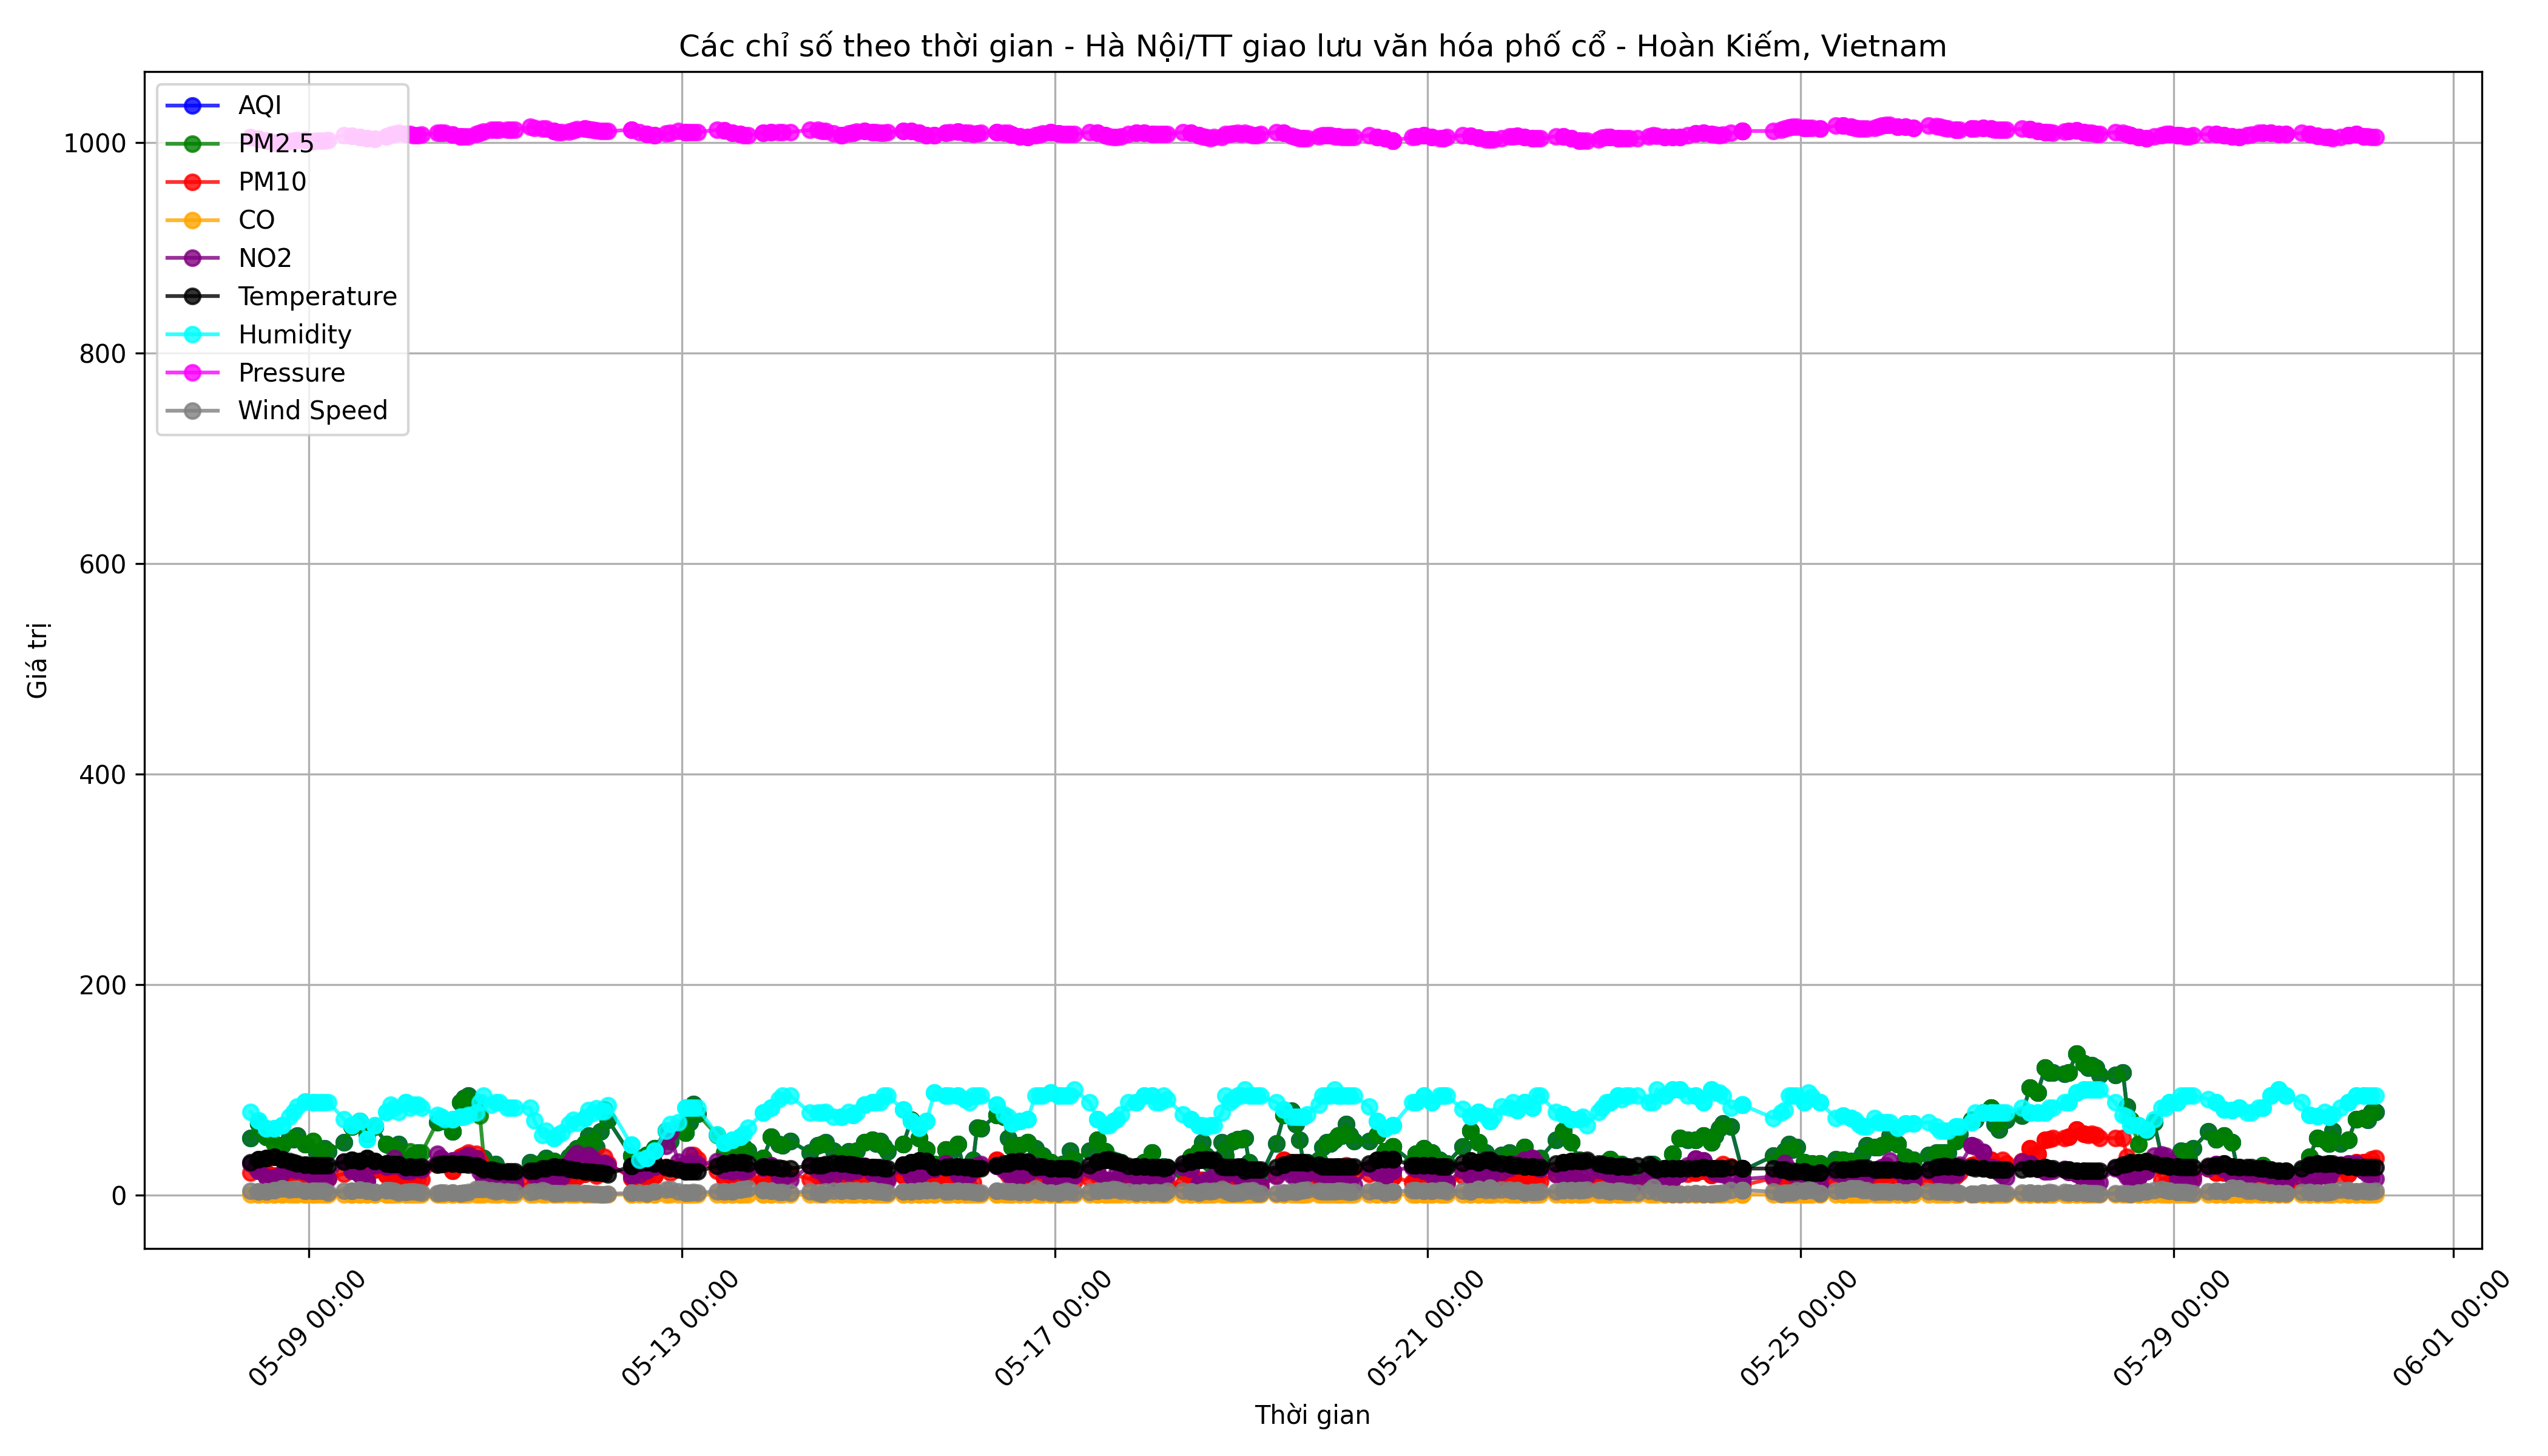 Các chỉ số theo thời gian - Hà Nội/TT giao lưu văn hóa phố cổ - Hoàn Kiếm, Vietnam
AQI
PM2.5
PM10
CO
NO2
Temperature
Humidity
Pressure
Wind Speed
1000
800
600
400
200
0
Giá trị
05-09 00:00
05-13 00:00
05-17 00:00
05-21 00:00
05-25 00:00
05-29 00:00
06-01 00:00
Thời gian